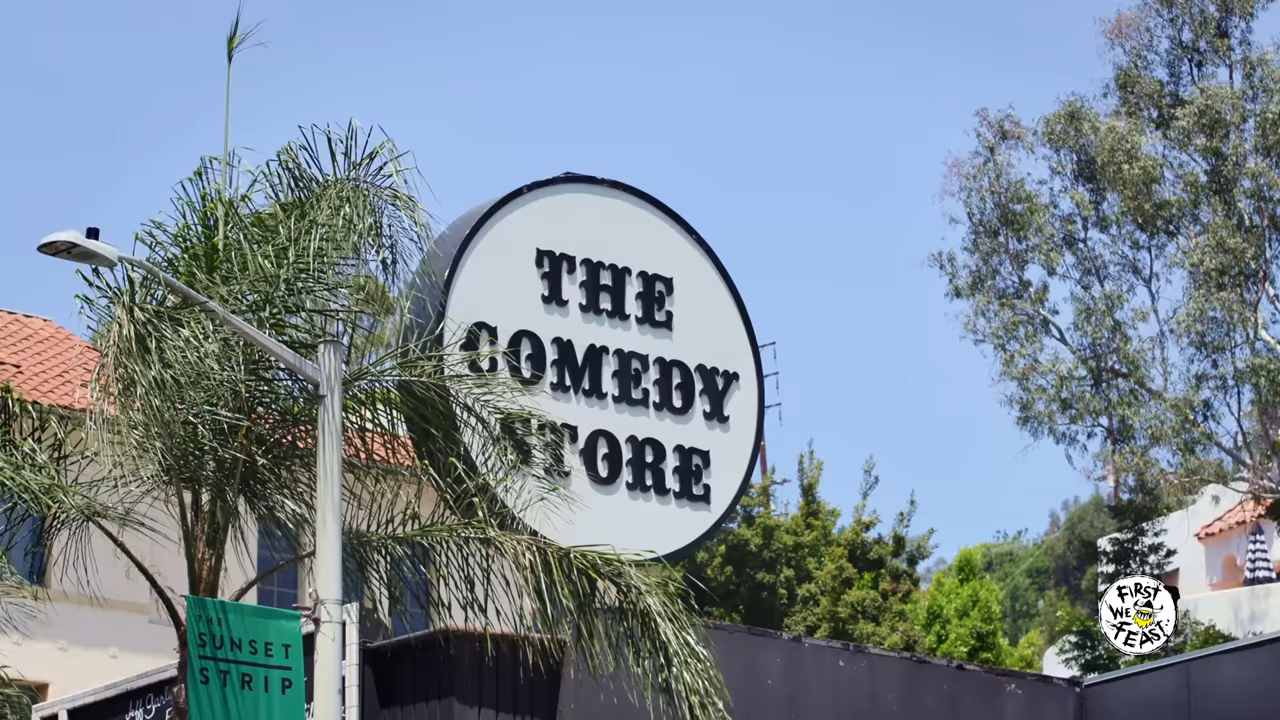 THE
COMEDY
STORE
THE
SUNSET
STRIP
FIRST
WE
FEAST